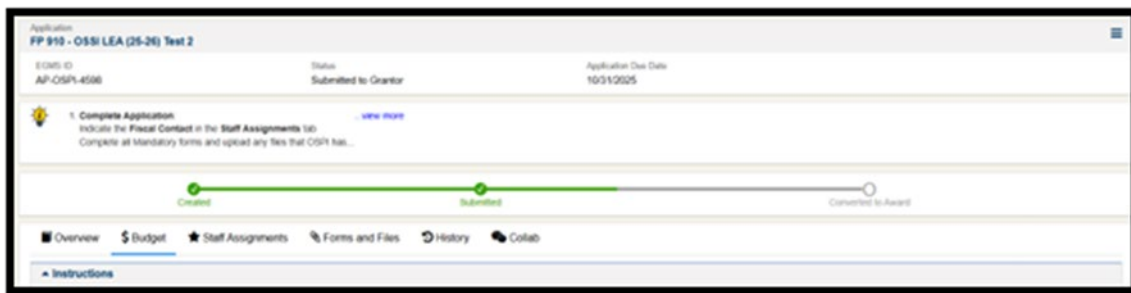 Application
FP 910 - OSSI LEA (25-26) Test 2
EGMS ID
Status
Application Due Date
AP-OSPI-4598
Submitted to Grantor
10/31/2025
1. Complete Application ...view more
Indicate the Fiscal Contact in the Staff Assignments tab
Complete all Mandatory forms and upload any files that OSPI has...
Created
Submitted
Converted to Award
Overview $ Budget Staff Assignments Forms and Files History Collab
Instructions